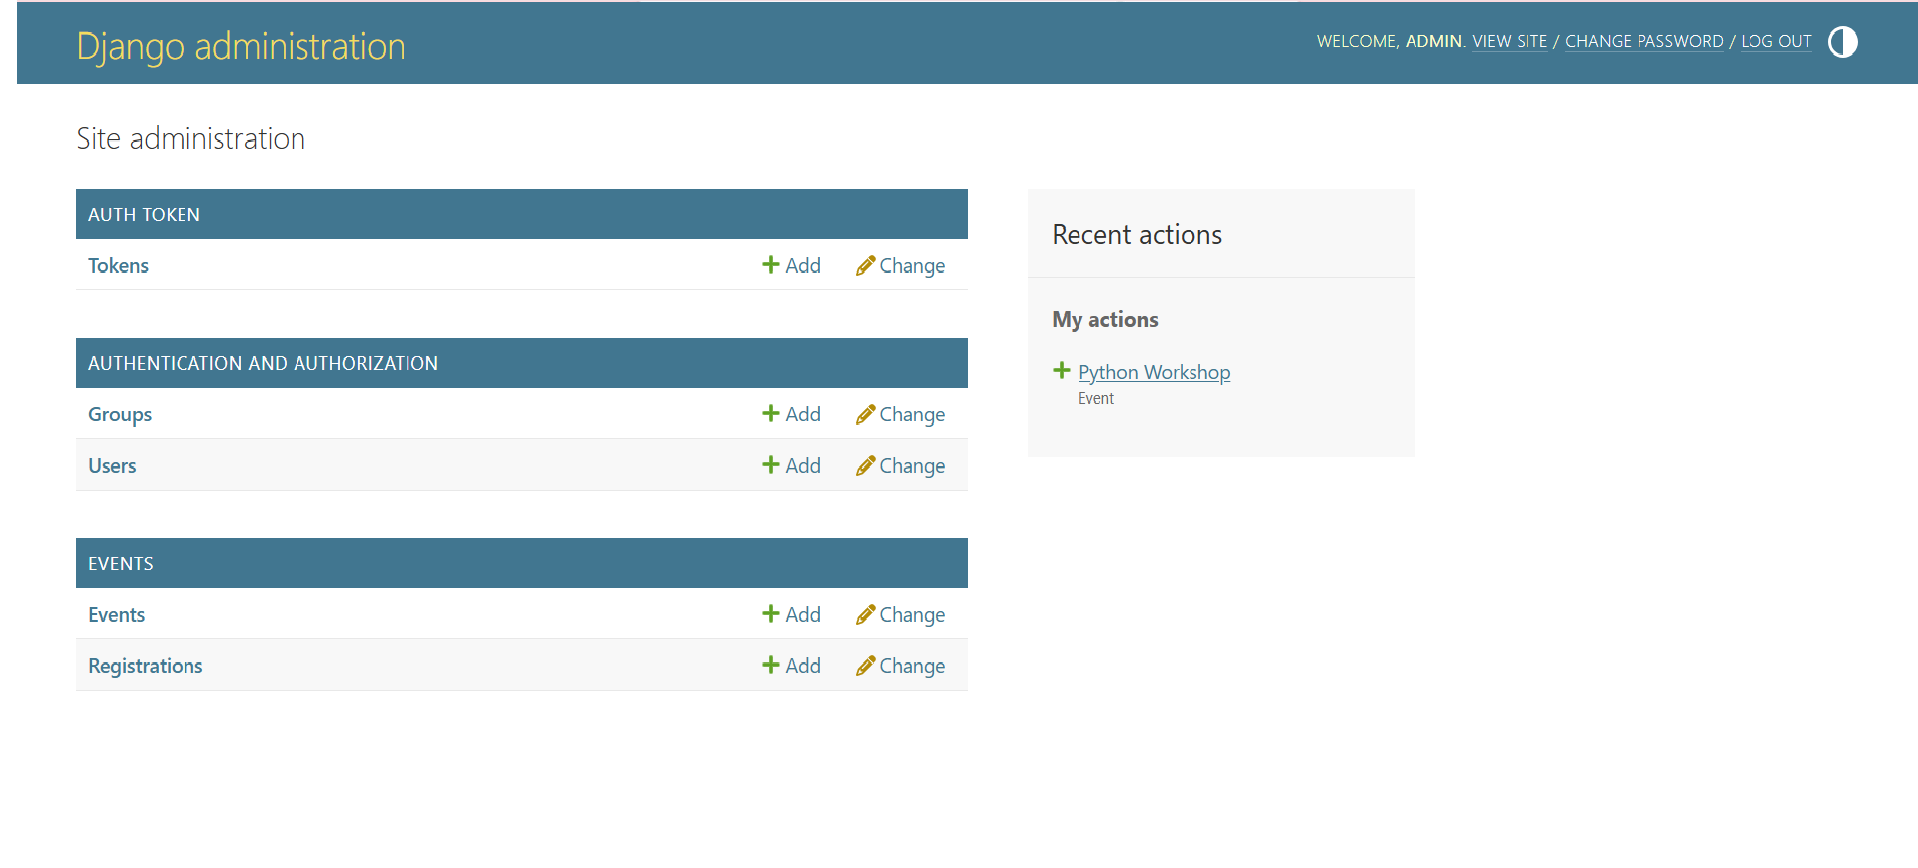 Django administration
WELCOME, ADMIN. VIEW SITE / CHANGE PASSWORD / LOG OUT
Site administration
AUTH TOKEN
Tokens Add Change
AUTHENTICATION AND AUTHORIZATION
Groups Add Change
Users Add Change
EVENTS
Events Add Change
Registrations Add Change
Recent actions
My actions
Python Workshop
Event